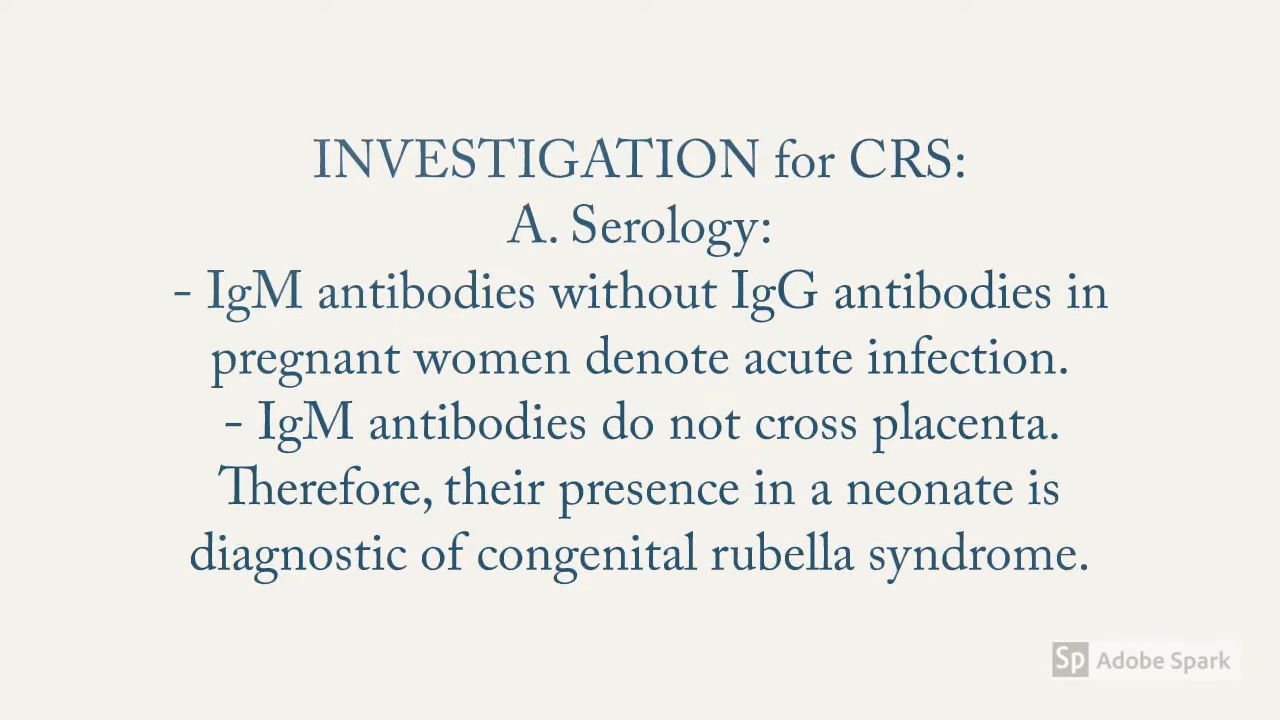 INVESTIGATION for CRS:
A. Serology:
- IgM antibodies without IgG antibodies in
pregnant women denote acute infection.
- IgM antibodies do not cross placenta.
Therefore, their presence in a neonate is
diagnostic of congenital rubella syndrome.
Sp Adobe Spark